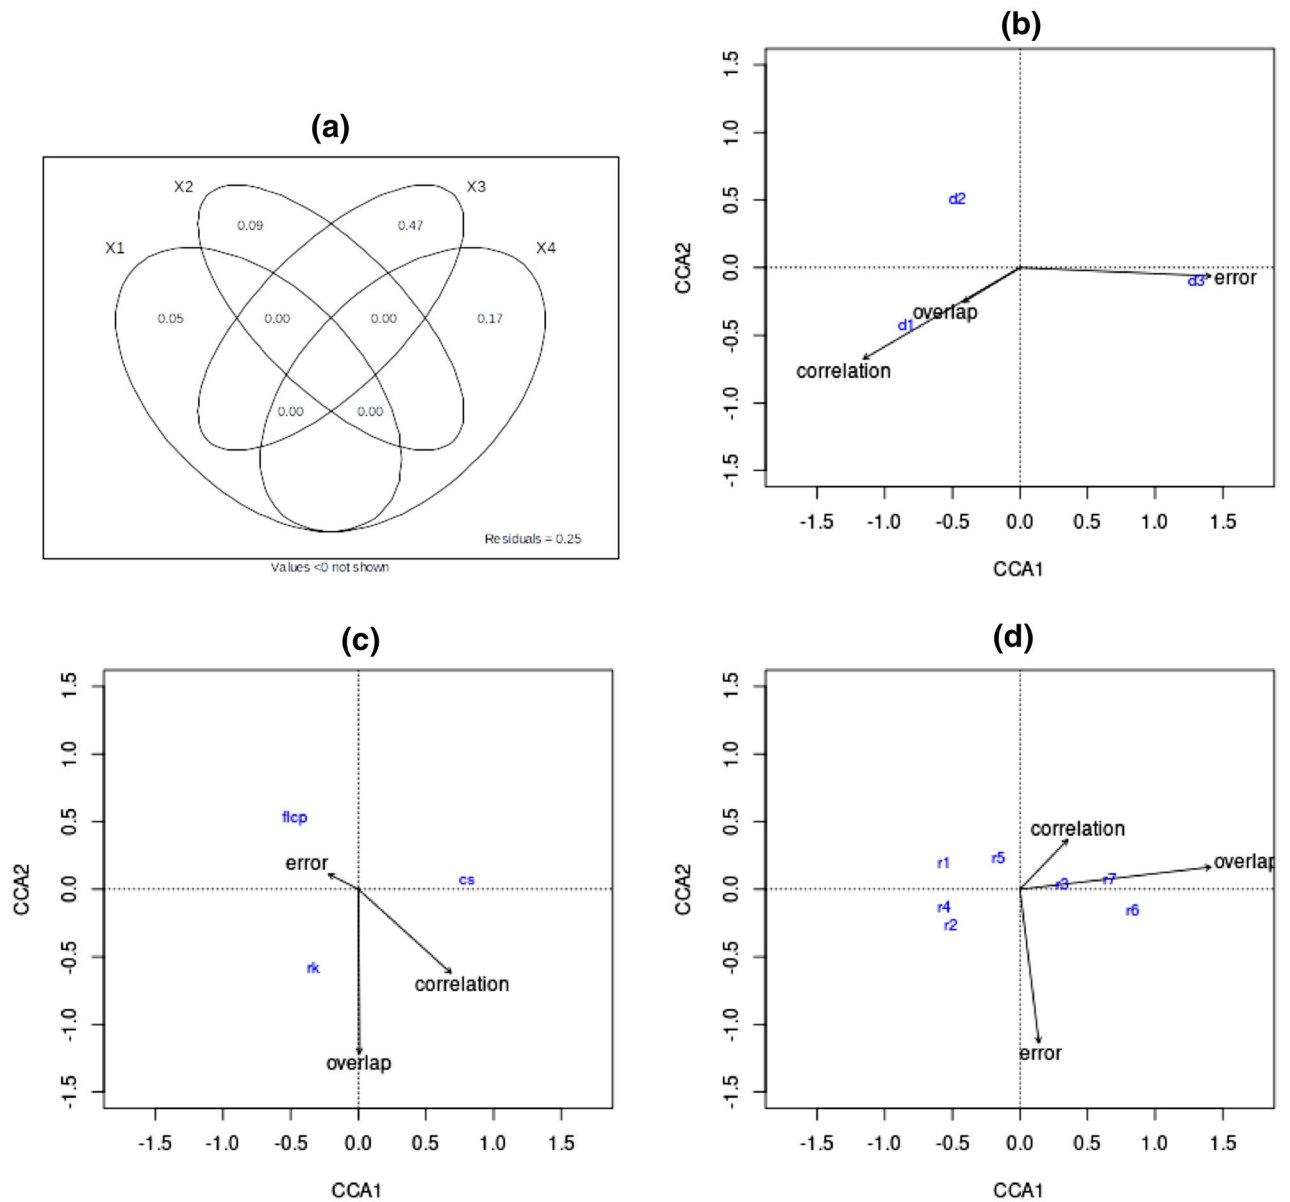 (a)
X1
X2
X3
X4
0.09
0.47
0.05
0.00
0.00
0.17
0.00
0.00
Residuals = 0.25
Values <0 not shown
(b)
CCA2
1.5
1.0
0.5
0.0
-0.5
-1.0
-1.5
d2
d3
error
overlap
d1
correlation
-1.5 -1.0 -0.5 0.0 0.5 1.0 1.5
CCA1
(c)
CCA2
1.5
1.0
0.5
0.0
-0.5
-1.0
-1.5
flcp
error
cs
rk
correlation
overlap
-1.5 -1.0 -0.5 0.0 0.5 1.0 1.5
CCA1
(d)
CCA2
1.5
1.0
0.5
0.0
-0.5
-1.0
-1.5
correlation
r1
r5
overlap
r3
r7
r4
r6
r2
error
-1.5 -1.0 -0.5 0.0 0.5 1.0 1.5
CCA1